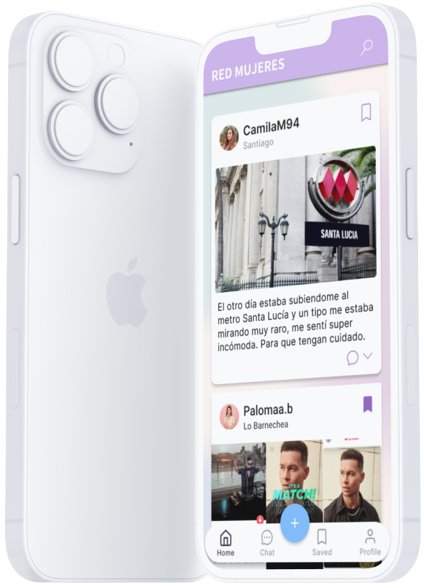 RED MUJERES
CamilaM94
Santiago
SANTA LUCIA
El otro día estaba subiendome al
metro Santa Lucía y un tipo me estaba
mirando muy raro, me sentí super
incómoda. Para que tengan cuidado.
Palomaa.b
Lo Barnechea
IT'S A
MATCH!
Home
Chat
Saved
Profile